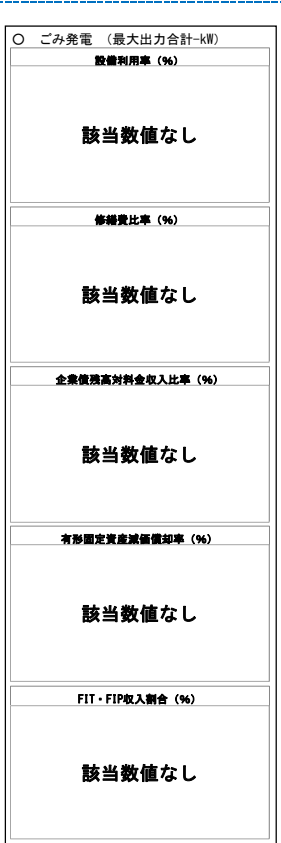 ○ ごみ発電 （最大出力合計-kW）
設備利用率（%）
該当数値なし
修繕費比率（%）
該当数値なし
企業債残高対料金収入比率（%）
該当数値なし
有形固定資産減価償却率（%）
該当数値なし
FIT・FIP収入割合（%）
該当数値なし